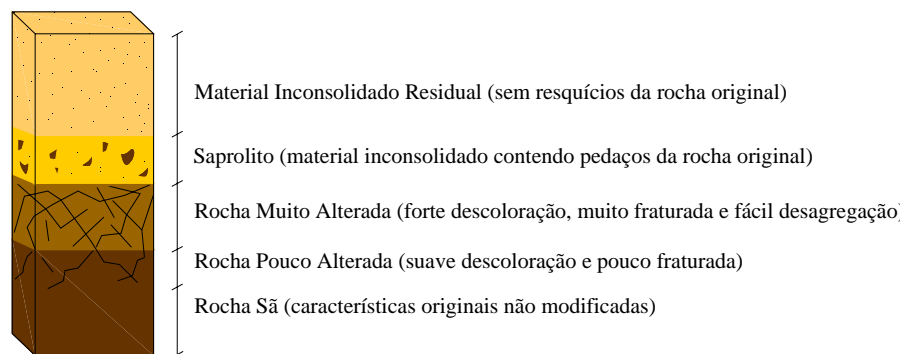 Material Inconsolidado Residual (sem resquícios da rocha original)
Saprolito (material inconsolidado contendo pedaços da rocha original)
Rocha Muito Alterada (forte descoloração, muito fraturada e fácil desagregação)
Rocha Pouco Alterada (suave descoloração e pouco fraturada)
Rocha Sã (características originais não modificadas)